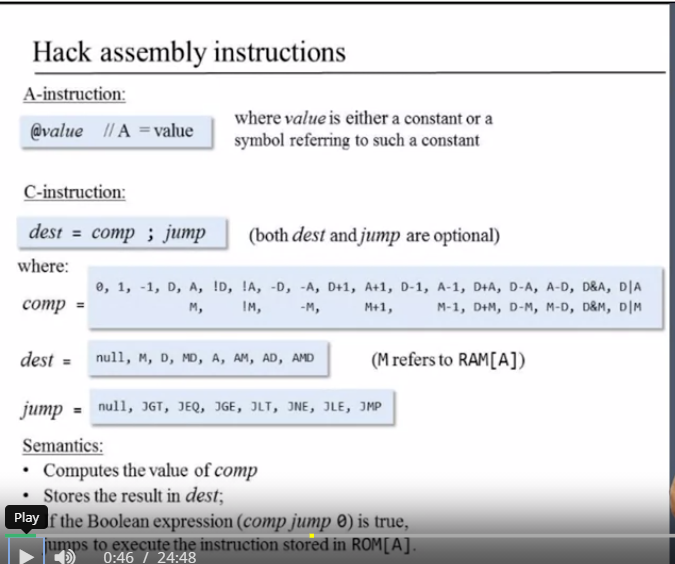 Hack assembly instructions
A-instruction:
@value // A = value
where value is either a constant or a
symbol referring to such a constant
C-instruction:
dest = comp ; jump (both dest and jump are optional)
where:
comp =
0, 1, -1, D, A, !D, !A, -D, -A, D+1, A+1, D-1, A-1, D+A, D-A, A-D, D&A, D|A
M, !M, -M, M+1, M-1, D+M, D-M, M-D, D&M, D|M
dest = null, M, D, MD, A, AM, AD, AMD (M refers to RAM[A])
jump = null, JGT, JEQ, JGE, JLT, JNE, JLE, JMP
Semantics:
• Computes the value of comp
• Stores the result in dest;
Play
f the Boolean expression (comp jump 0) is true,
jumps to execute the instruction stored in ROM[A].
0:46 / 24:48